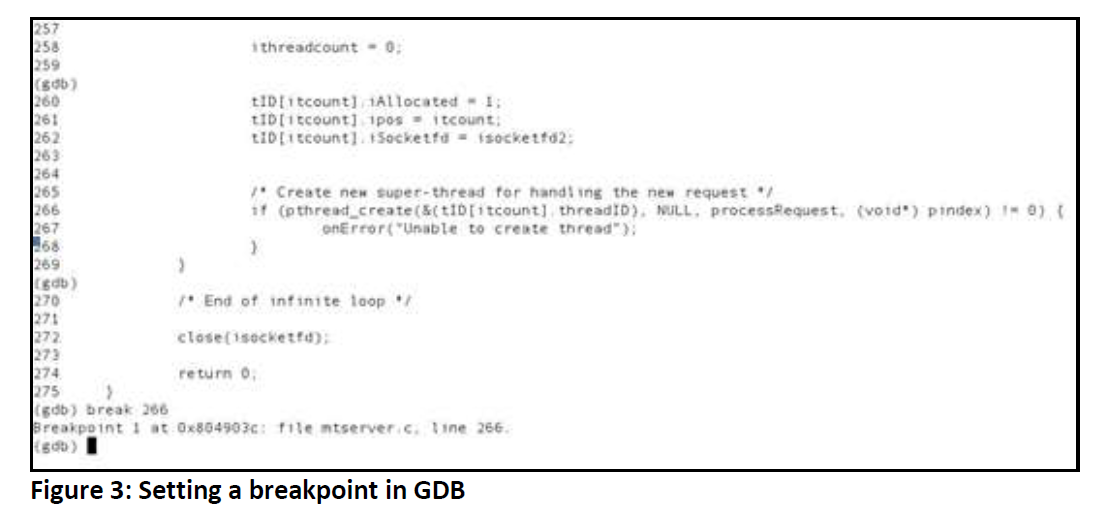 257
258 ithreadcount = 0;
259
(gdb)
260 tID[itcount].iAllocated = 1;
261 tID[itcount].ipos = itcount;
262 tID[itcount].iSocketfd = isocketfd2;
263
264
265 /* Create new super-thread for handling the new request */
266 if (pthread_create(&(tID[itcount].threadID), NULL, processRequest, (void*) pindex) != 0) {
267 onError("Unable to create thread");
268 }
269 }
(gdb)
270 /* End of infinite loop */
271
272 close(isocketfd);
273
274 return 0;
275 }
(gdb) break 266
Breakpoint 1 at 0x804903c: file mtserver.c, line 266.
(gdb)
Figure 3: Setting a breakpoint in GDB